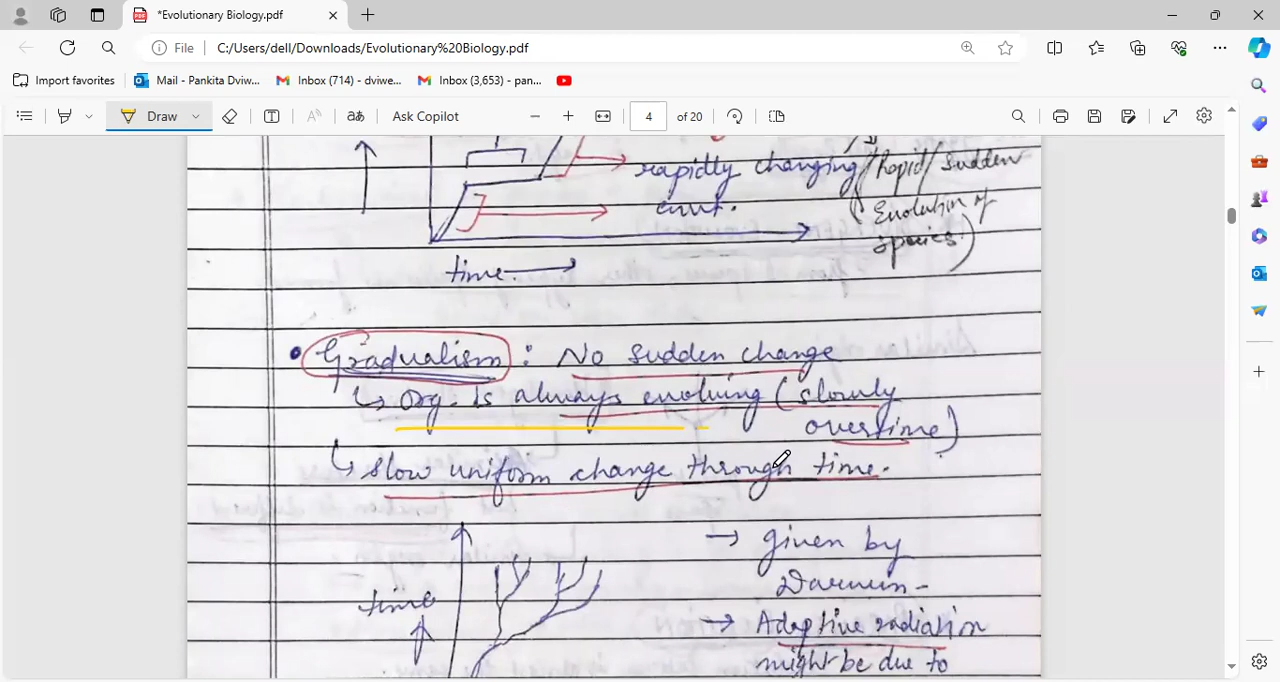 *Evolutionary Biology.pdf
File C:/Users/dell/Downloads/Evolutionary%20Biology.pdf
Import favorites Mail - Pankita Dviw... Inbox (714) - dviwe... Inbox (3,653) - pan...
Draw Ask Copilot 4 of 20
rapidly changing / Rapid / Sudden
envt. Evolution of
species)
time
• Gradualism : No sudden change
↳ Org. is always evolving (slowly
overtime)
↳ slow uniform change through time.
→ given by
time Darwin -
→ Adaptive radiation
might be due to